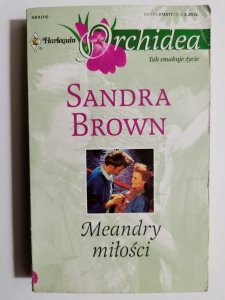 Harlequin
Orchidea
Tak smakuje życie
SANDRA
BROWN
Meandry
miłości